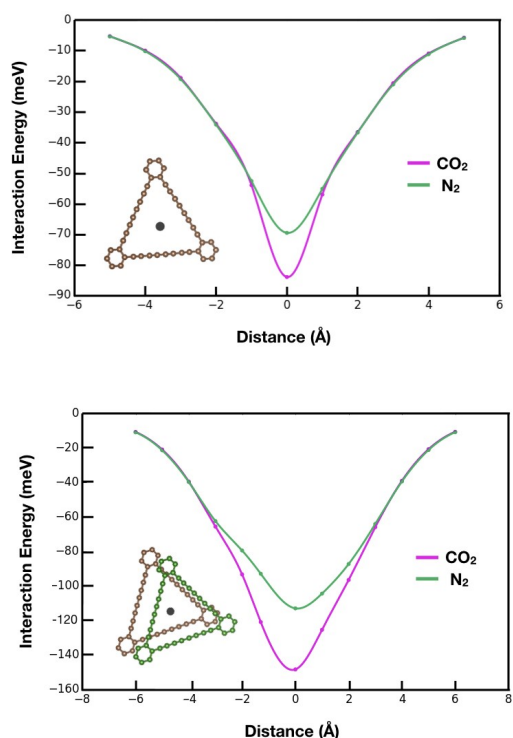 0
−10
−20
−30
−40
−50
−60
−70
−80
−90
Interaction Energy (meV)
CO₂
N₂
−6 −4 −2 0 2 4 6
Distance (Å)
0
−20
−40
−60
−80
−100
−120
−140
−160
Interaction Energy (meV)
CO₂
N₂
−8 −6 −4 −2 0 2 4 6 8
Distance (Å)